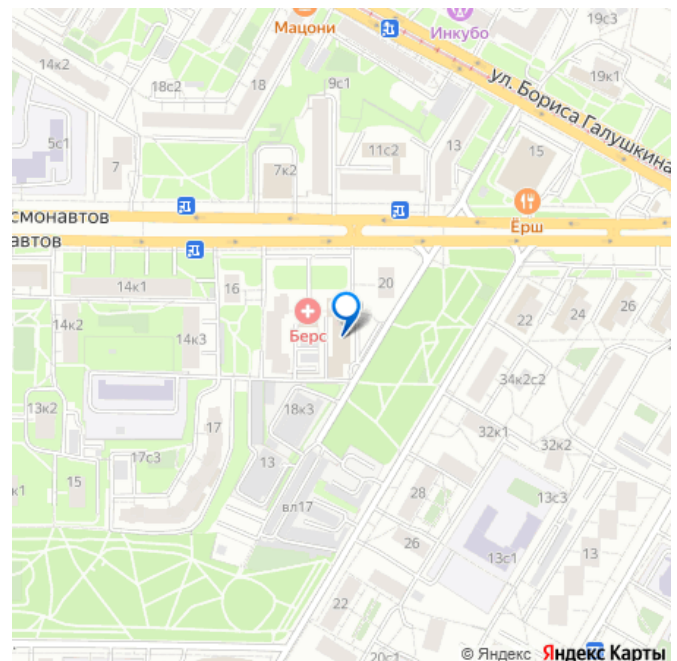 Мацони
Инкубо
19с3
14к2
18с2
18
9с1
19к1
ул. Бориса Галушкина
5с1
7
7к2
11с2
13
15
смонавтов
Ёрш
автов
14к1
16
20
Берс
22
24
26
14к2
14к3
34к2с2
13к2
17
18к3
32к1
32к2
17с3
13
к1
15
вл17
28
13с3
26
13с1
13
22
20с1
© Яндекс Яндекс Карты